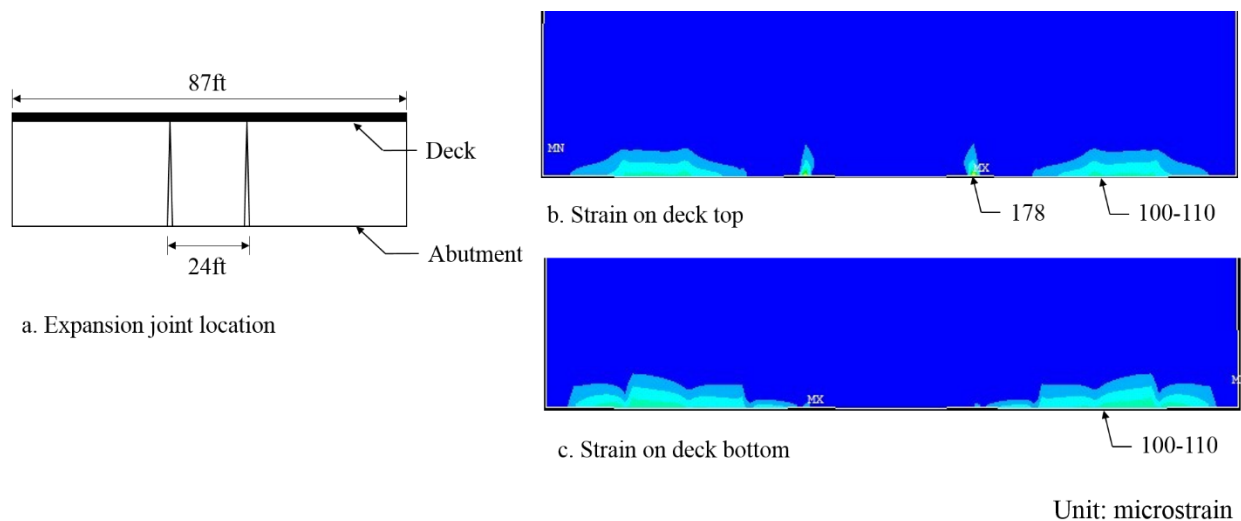 87ft
Deck
Abutment
24ft
a. Expansion joint location
MN
MX
b. Strain on deck top
178
100-110
MX
M
c. Strain on deck bottom
100-110
Unit: microstrain